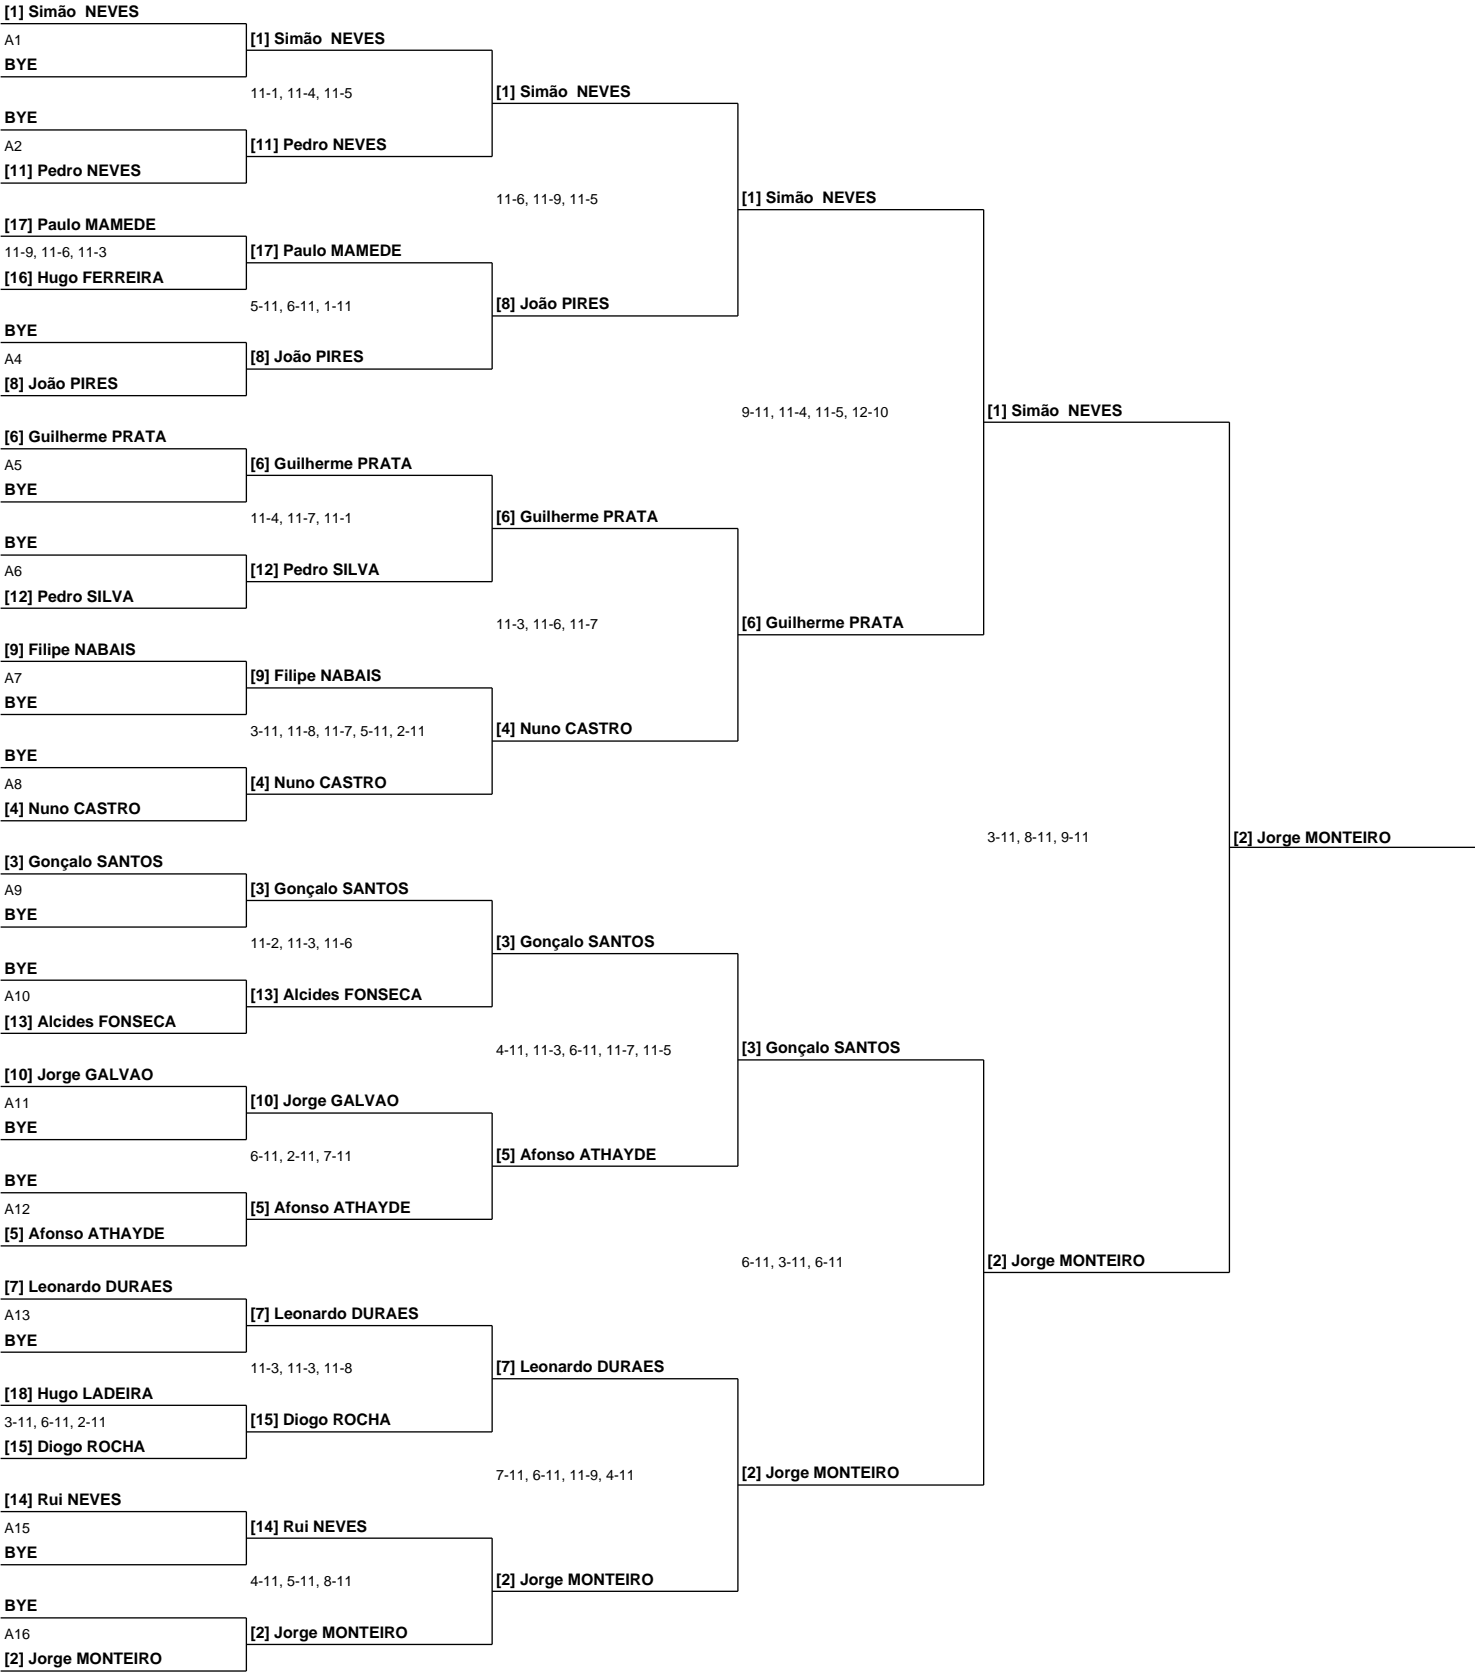 [1] Simão  NEVES
A1
[1] Simão  NEVES
BYE
11-1, 11-4, 11-5
[1] Simão  NEVES
BYE
A2
[11] Pedro NEVES
[11] Pedro NEVES
11-6, 11-9, 11-5
[1] Simão  NEVES
[17] Paulo MAMEDE
11-9, 11-6, 11-3
[17] Paulo MAMEDE
[16] Hugo FERREIRA
5-11, 6-11, 1-11
[8] João PIRES
BYE
A4
[8] João PIRES
[8] João PIRES
9-11, 11-4, 11-5, 12-10
[1] Simão  NEVES
[6] Guilherme PRATA
A5
[6] Guilherme PRATA
BYE
11-4, 11-7, 11-1
[6] Guilherme PRATA
BYE
A6
[12] Pedro SILVA
[12] Pedro SILVA
11-3, 11-6, 11-7
[6] Guilherme PRATA
[9] Filipe NABAIS
A7
[9] Filipe NABAIS
BYE
3-11, 11-8, 11-7, 5-11, 2-11
[4] Nuno CASTRO
BYE
A8
[4] Nuno CASTRO
[4] Nuno CASTRO
3-11, 8-11, 9-11
[2] Jorge MONTEIRO
[3] Gonçalo SANTOS
A9
[3] Gonçalo SANTOS
BYE
11-2, 11-3, 11-6
[3] Gonçalo SANTOS
BYE
A10
[13] Alcides FONSECA
[13] Alcides FONSECA
4-11, 11-3, 6-11, 11-7, 11-5
[3] Gonçalo SANTOS
[10] Jorge GALVAO
A11
[10] Jorge GALVAO
BYE
6-11, 2-11, 7-11
[5] Afonso ATHAYDE
BYE
A12
[5] Afonso ATHAYDE
[5] Afonso ATHAYDE
6-11, 3-11, 6-11
[2] Jorge MONTEIRO
[7] Leonardo DURAES
A13
[7] Leonardo DURAES
BYE
11-3, 11-3, 11-8
[7] Leonardo DURAES
[18] Hugo LADEIRA
3-11, 6-11, 2-11
[15] Diogo ROCHA
[15] Diogo ROCHA
7-11, 6-11, 11-9, 4-11
[2] Jorge MONTEIRO
[14] Rui NEVES
A15
[14] Rui NEVES
BYE
4-11, 5-11, 8-11
[2] Jorge MONTEIRO
BYE
A16
[2] Jorge MONTEIRO
[2] Jorge MONTEIRO